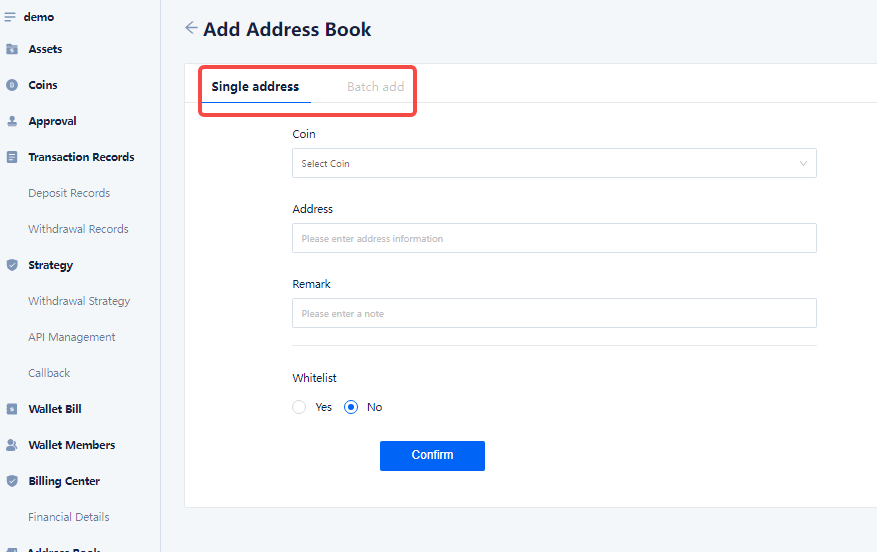 demo
Assets
Coins
Approval
Transaction Records
Deposit Records
Withdrawal Records
Strategy
Withdrawal Strategy
API Management
Callback
Wallet Bill
Wallet Members
Billing Center
Financial Details
Address Book
Add Address Book
Single address
Batch add
Coin
Select Coin
Address
Please enter address information
Remark
Please enter a note
Whitelist
Yes
No
Confirm